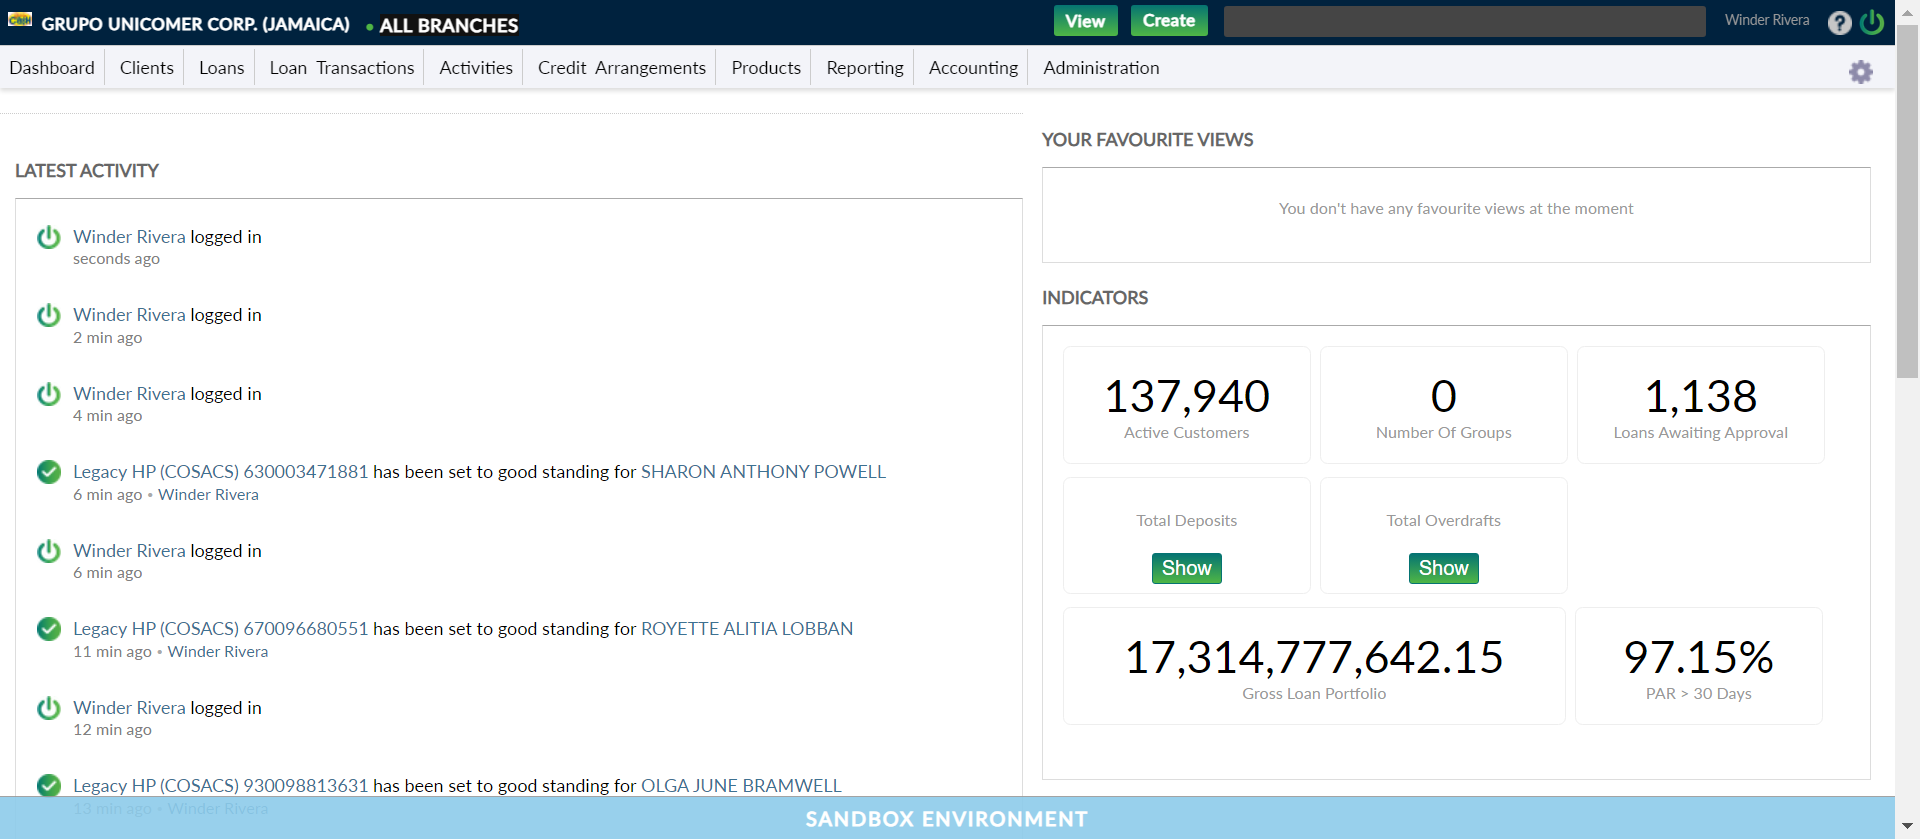 CaSH GRUPO UNICOMER CORP. (JAMAICA) • ALL BRANCHES View Create Winder Rivera ?
Dashboard Clients Loans Loan Transactions Activities Credit Arrangements Products Reporting Accounting Administration
LATEST ACTIVITY
Winder Rivera logged in
seconds ago
Winder Rivera logged in
2 min ago
Winder Rivera logged in
4 min ago
Legacy HP (COSACS) 630003471881 has been set to good standing for SHARON ANTHONY POWELL
6 min ago • Winder Rivera
Winder Rivera logged in
6 min ago
Legacy HP (COSACS) 670096680551 has been set to good standing for ROYETTE ALITIA LOBBAN
11 min ago • Winder Rivera
Winder Rivera logged in
12 min ago
Legacy HP (COSACS) 930098813631 has been set to good standing for OLGA JUNE BRAMWELL
13 min ago • Winder Rivera
YOUR FAVOURITE VIEWS
You don't have any favourite views at the moment
INDICATORS
137,940
Active Customers
0
Number Of Groups
1,138
Loans Awaiting Approval
Total Deposits
Show
Total Overdrafts
Show
17,314,777,642.15
Gross Loan Portfolio
97.15%
PAR > 30 Days
SANDBOX ENVIRONMENT